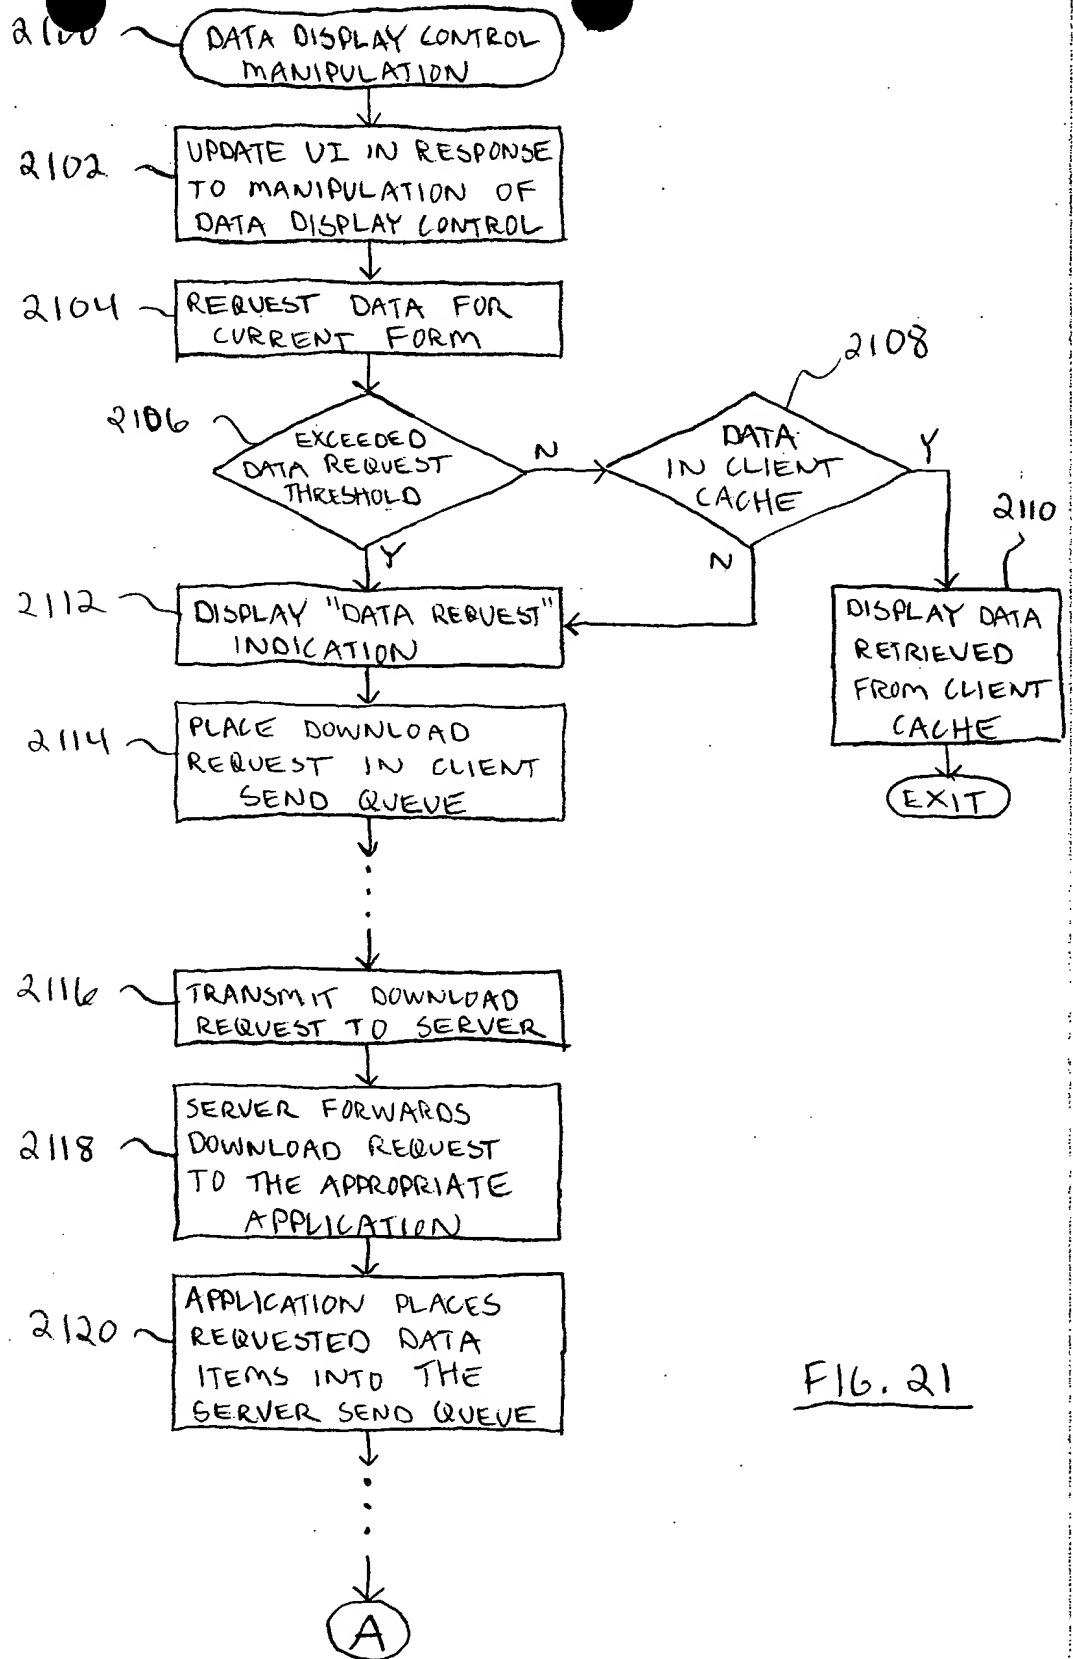 2100
DATA DISPLAY CONTROL
MANIPULATION
2102
UPDATE UI IN RESPONSE
TO MANIPULATION OF
DATA DISPLAY CONTROL
2104
REQUEST DATA FOR
CURRENT FORM
2106
EXCEEDED
DATA REQUEST
THRESHOLD
N
Y
2108
DATA
IN CLIENT
CACHE
Y
N
2110
DISPLAY DATA
RETRIEVED
FROM CLIENT
CACHE
EXIT
2112
DISPLAY "DATA REQUEST"
INDICATION
2114
PLACE DOWNLOAD
REQUEST IN CLIENT
SEND QUEUE
2116
TRANSMIT DOWNLOAD
REQUEST TO SERVER
2118
SERVER FORWARDS
DOWNLOAD REQUEST
TO THE APPROPRIATE
APPLICATION
2120
APPLICATION PLACES
REQUESTED DATA
ITEMS INTO THE
SERVER SEND QUEUE
FIG. 21
A